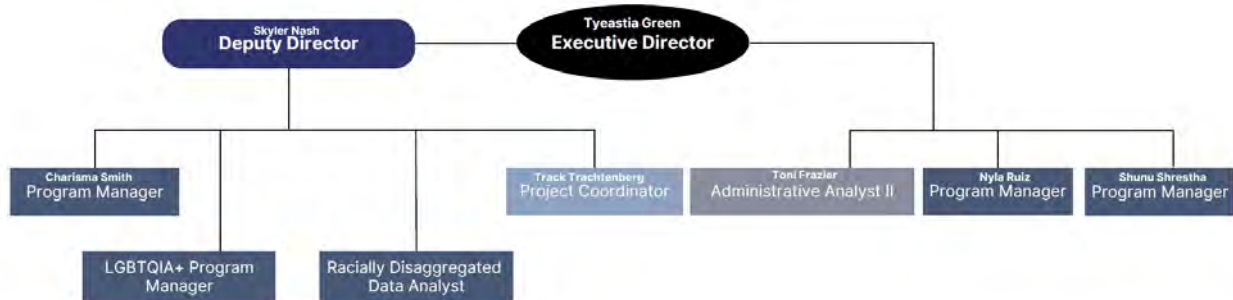 Skyler Nash
Deputy Director
Tyeastia Green
Executive Director
Charisma Smith
Program Manager
Track Trachtenberg
Project Coordinator
Toni Frazier
Administrative Analyst II
Nyla Ruiz
Program Manager
Shunu Shrestha
Program Manager
LGBTQIA+ Program
Manager
Racially Disaggregated
Data Analyst